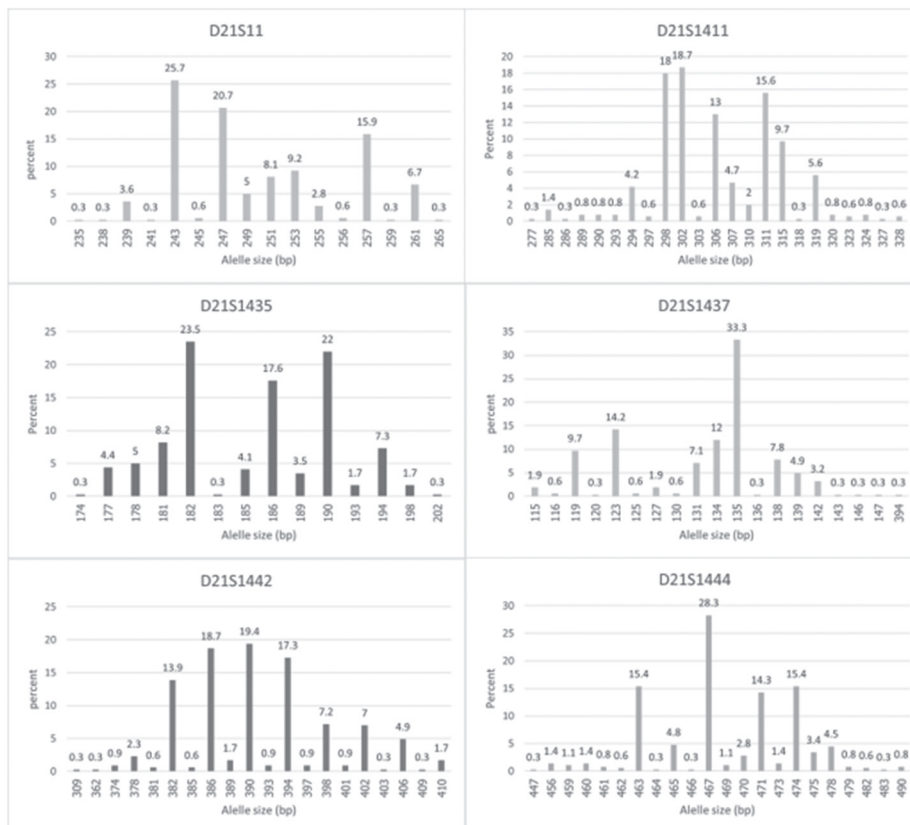 D21S11
30
25
20
15
10
5
0
percent
0.3 0.3 3.6 0.3 25.7 0.6 20.7 5 8.1 9.2 2.8 0.6 15.9 0.3 6.7 0.3
235 238 239 241 243 245 247 249 251 253 255 256 257 259 261 265
Alelle size (bp)
D21S1411
20
18
16
14
12
10
8
6
4
2
0
Percent
0.3 1.4 0.3 0.8 0.8 0.8 4.2 0.6 18 18.7 0.6 13 4.7 2 15.6 9.7 0.3 5.6 0.8 0.6 0.8 0.3 0.6
277 285 286 289 290 293 294 297 298 302 303 306 307 310 311 315 318 319 320 323 324 327 328
Alelle size (bp)
D21S1435
25
20
15
10
5
0
Percent
0.3 4.4 5 8.2 23.5 0.3 4.1 17.6 3.5 22 1.7 7.3 1.7 0.3
174 177 178 181 182 183 185 186 189 190 193 194 198 202
Alelle size (bp)
D21S1437
35
30
25
20
15
10
5
0
percent
1.9 0.6 9.7 0.3 14.2 0.6 1.9 0.6 7.1 12 33.3 0.3 7.8 4.9 3.2 0.3 0.3 0.3 0.3
115 116 119 120 123 125 127 130 131 134 135 136 138 139 142 143 146 147 394
Alelle size (bp)
D21S1442
25
20
15
10
5
0
percent
0.3 0.3 0.9 2.3 0.6 13.9 0.6 18.7 1.7 19.4 0.9 17.3 0.9 7.2 0.9 7 0.3 4.9 0.3 1.7
309 362 374 378 381 382 385 386 389 390 393 394 397 398 401 402 403 406 409 410
Alelle size (bp)
D21S1444
30
25
20
15
10
5
0
Percent
0.3 1.4 1.1 1.4 0.8 0.6 15.4 0.3 4.8 0.3 28.3 1.1 2.8 14.3 1.4 15.4 3.4 4.5 0.8 0.6 0.3 0.8
447 456 459 460 461 462 463 464 465 466 467 469 470 471 473 474 475 478 479 482 483 490
Alelle size (bp)